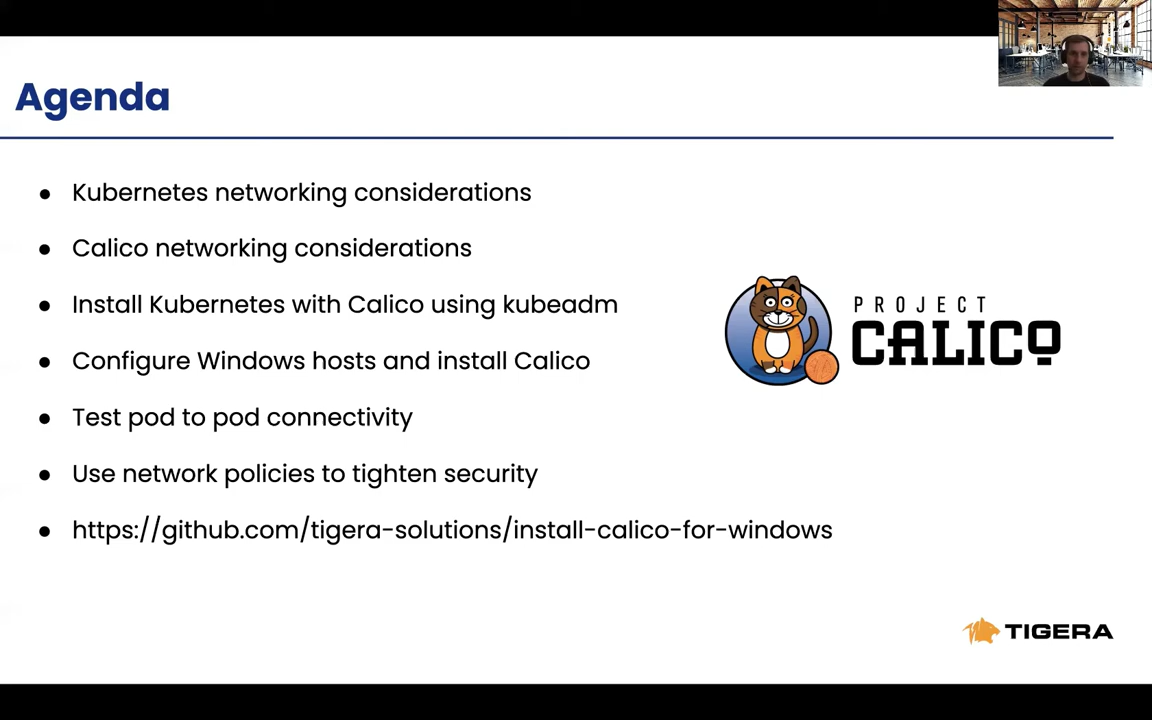 Agenda
● Kubernetes networking considerations
● Calico networking considerations
● Install Kubernetes with Calico using kubeadm
● Configure Windows hosts and install Calico
● Test pod to pod connectivity
● Use network policies to tighten security
● https://github.com/tigera-solutions/install-calico-for-windows
PROJECT
CALICO
TIGERA